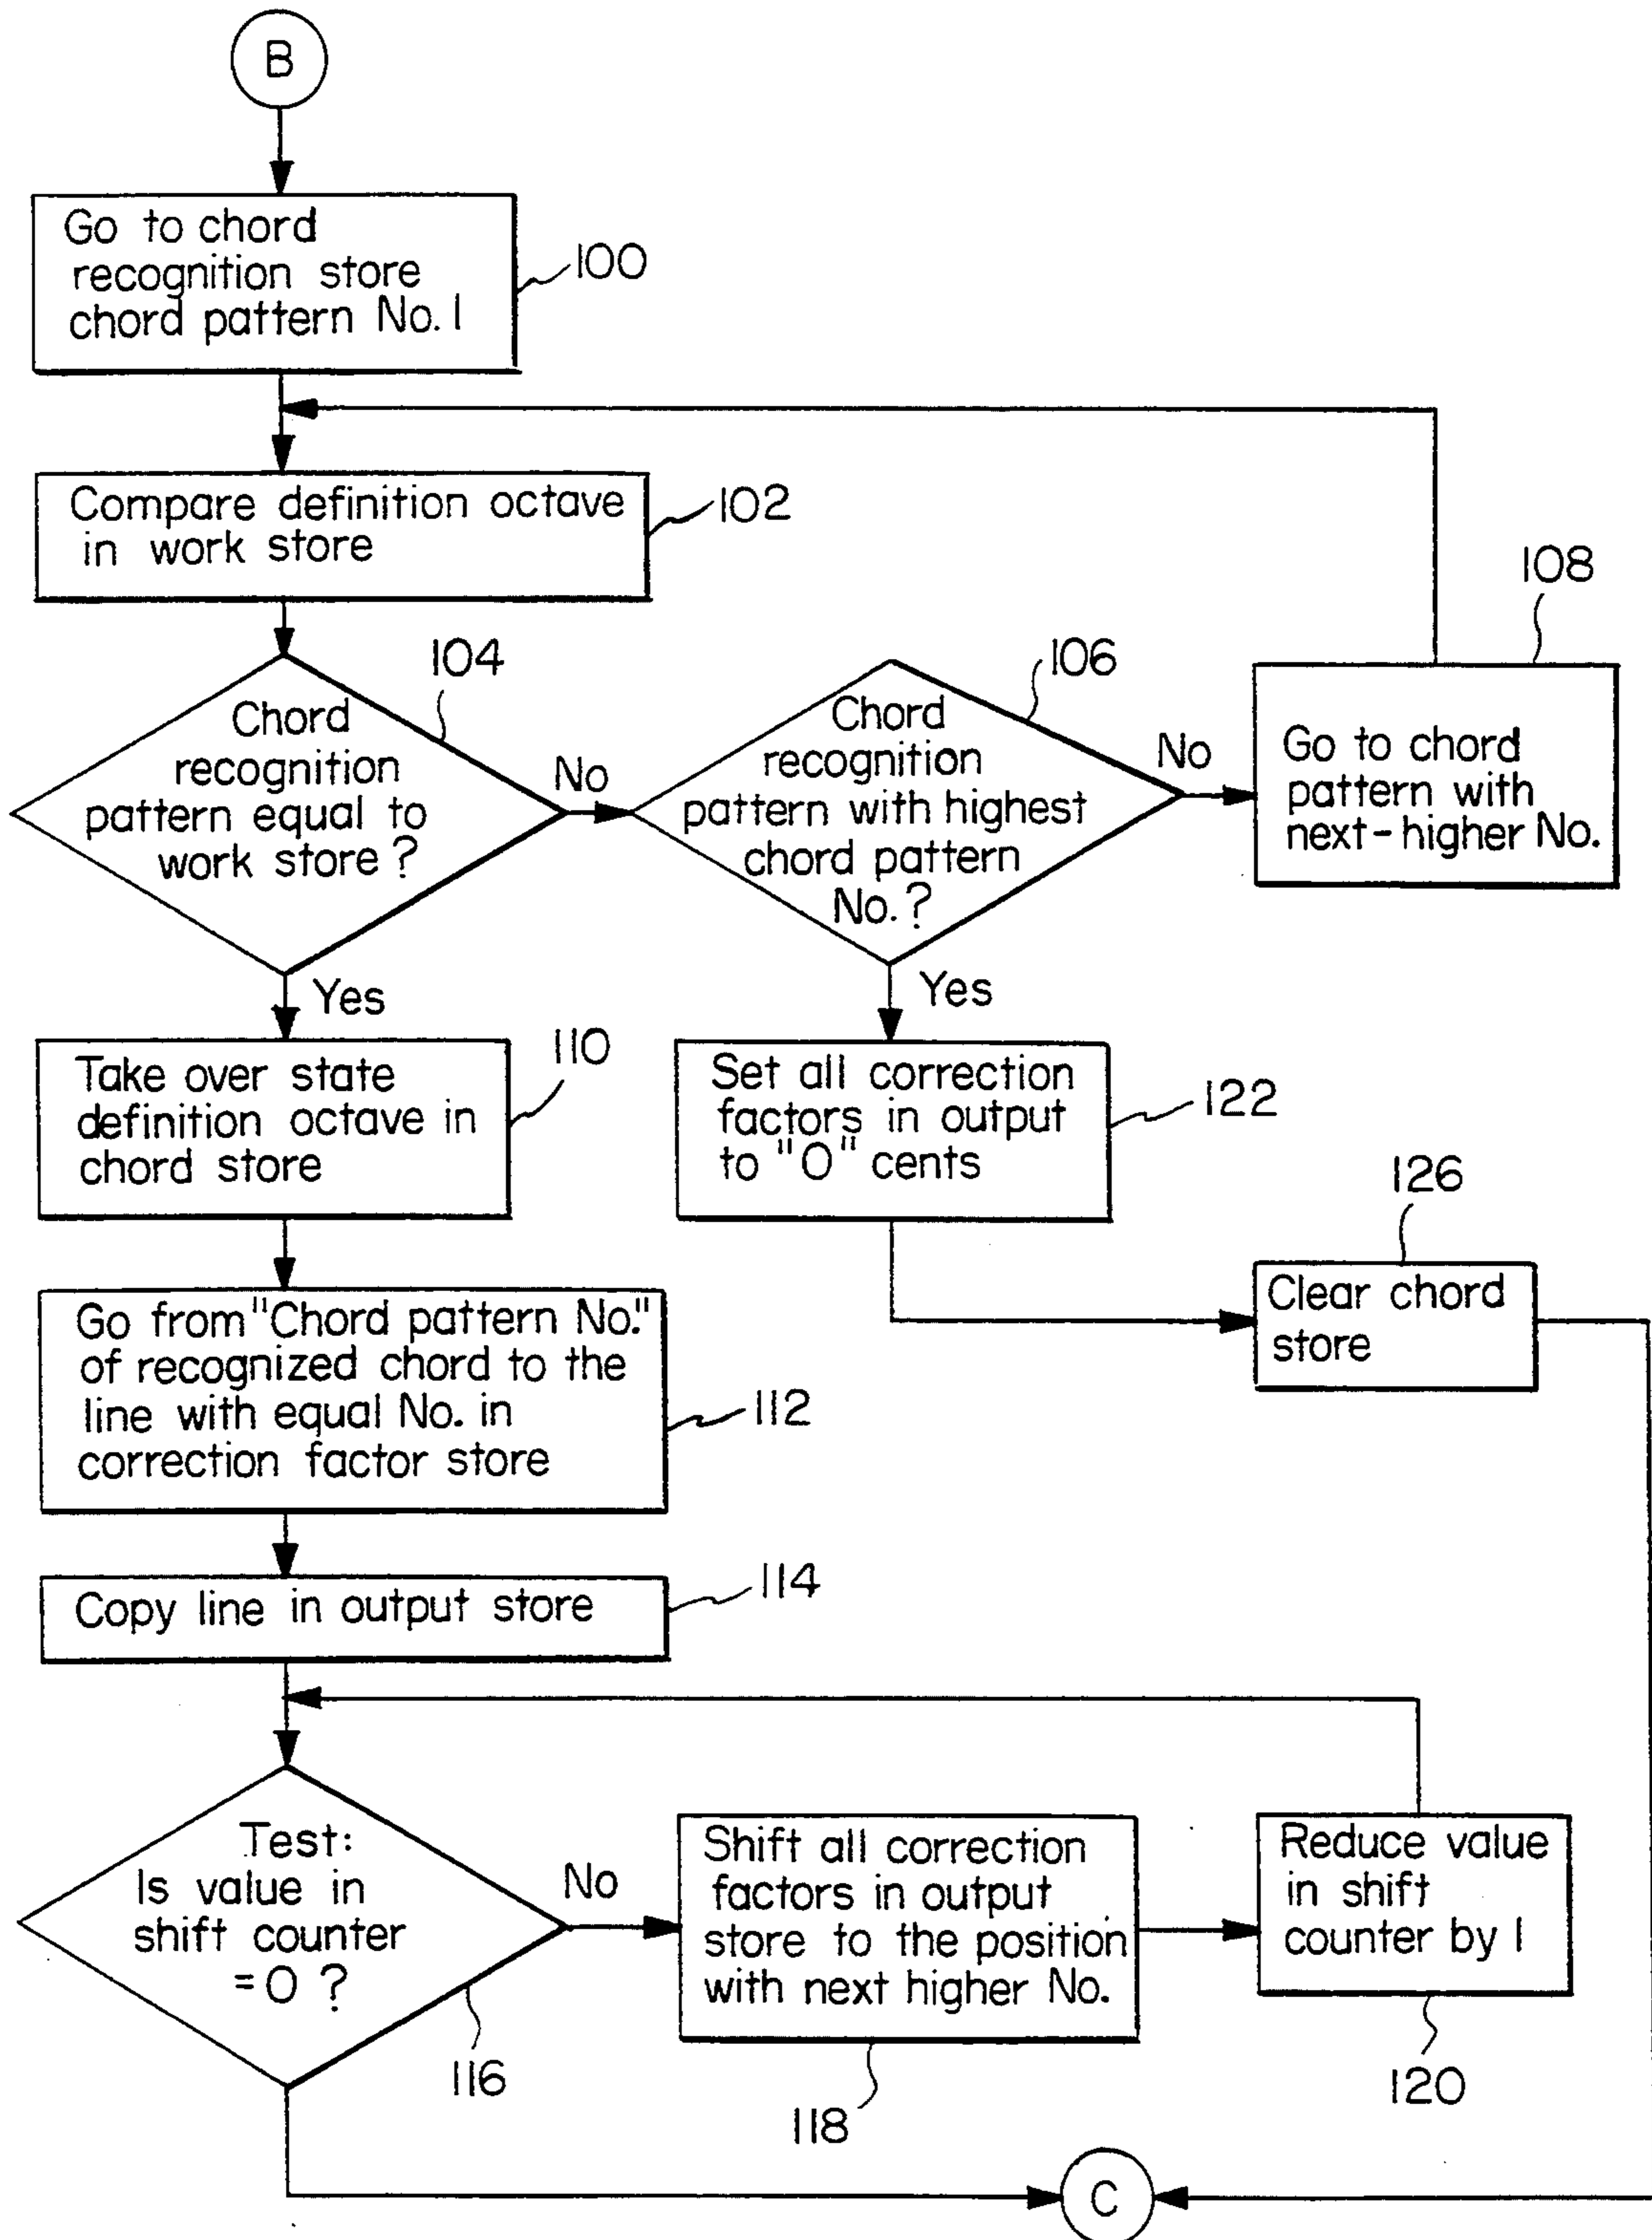 B
Go to chord
recognition store
chord pattern No. 1
100
Compare definition octave
in work store
102
108
104
106
Chord
recognition
pattern equal to
work store ?
No
Chord
recognition
pattern with highest
chord pattern
No. ?
No
Go to chord
pattern with
next-higher No.
Yes
Yes
Take over state
definition octave in
chord store
110
Set all correction
factors in output
to "O" cents
122
126
Clear chord
store
Go from "Chord pattern No."
of recognized chord to the
line with equal No. in
correction factor store
112
Copy line in output store
114
Test:
Is value in
shift counter
= O ?
No
116
Shift all correction
factors in output
store to the position
with next higher No.
118
Reduce value
in shift
counter by 1
120
C